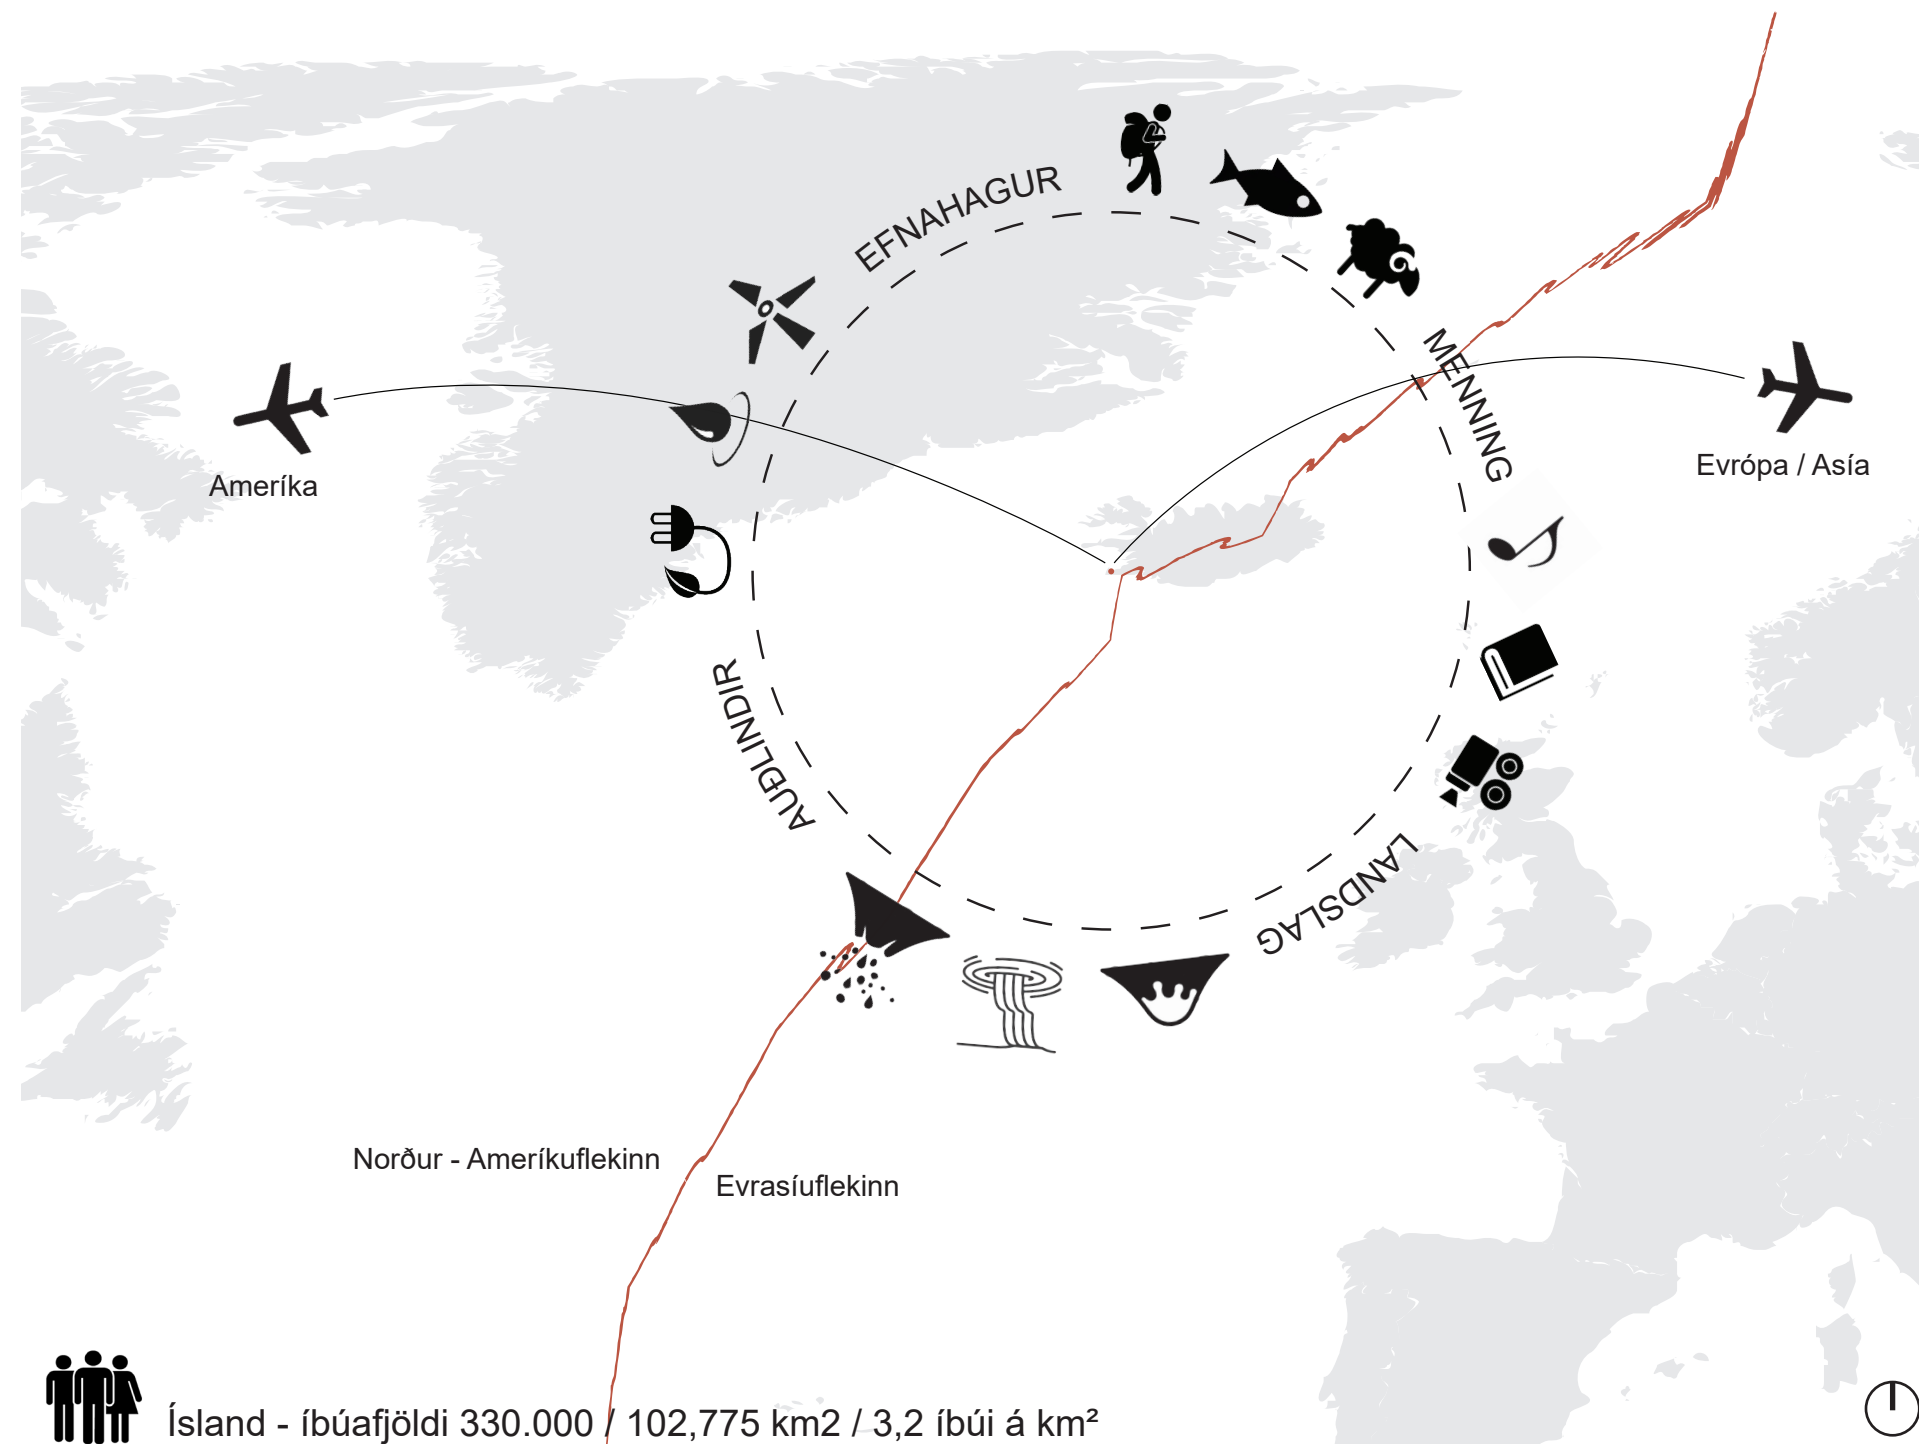 EFNAHAGUR
MENNING
Ameríka
Evrópa / Asía
AUÐLINDIR
LANDSLAG
Norður - Ameríkuflekinn
Evrasíuflekinn
Ísland - íbúafjöldi 330.000 / 102,775 km2 / 3,2 íbúi á km²